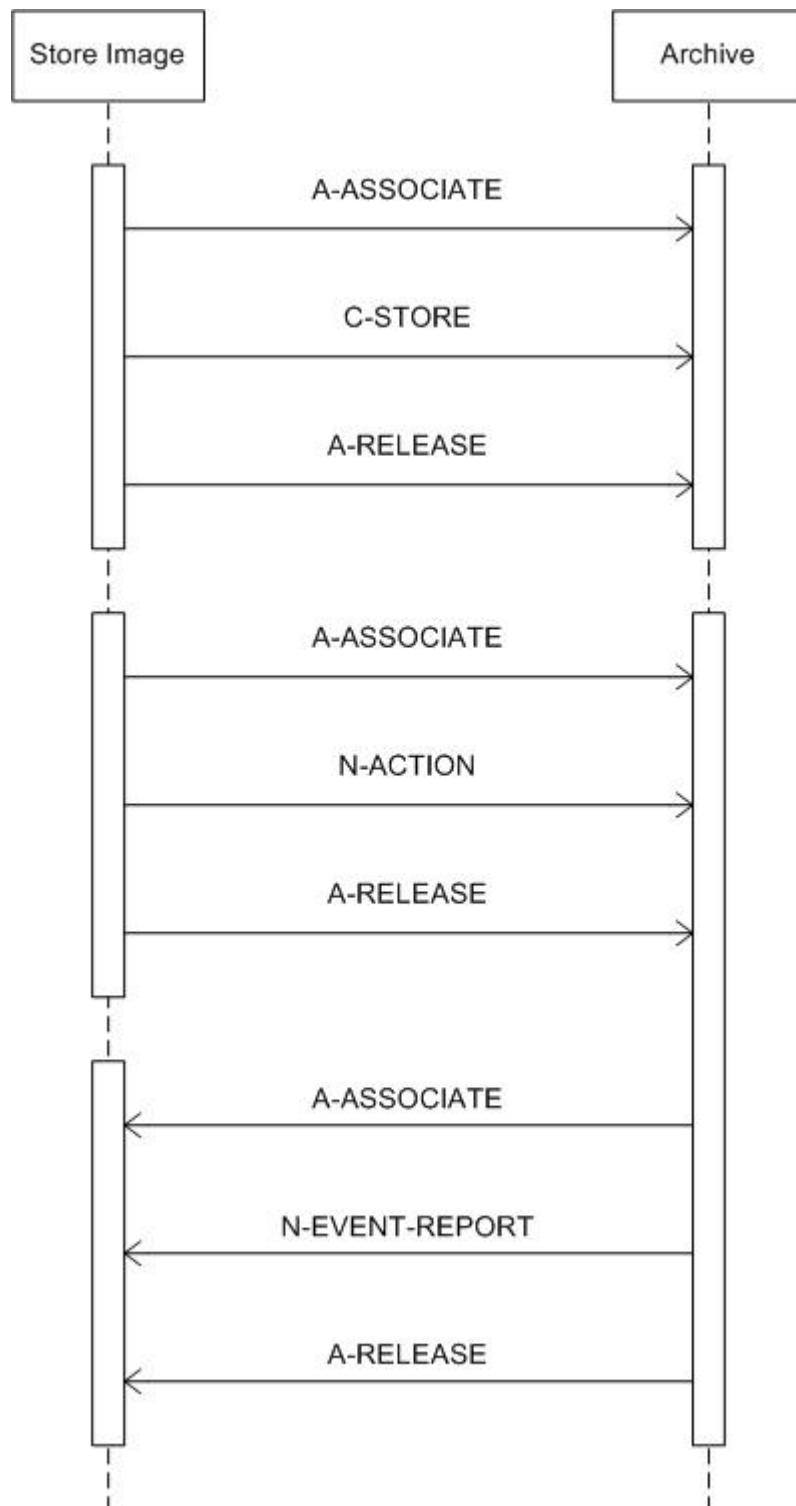 Store Image
Archive
A-ASSOCIATE
C-STORE
A-RELEASE
A-ASSOCIATE
N-ACTION
A-RELEASE
A-ASSOCIATE
N-EVENT-REPORT
A-RELEASE